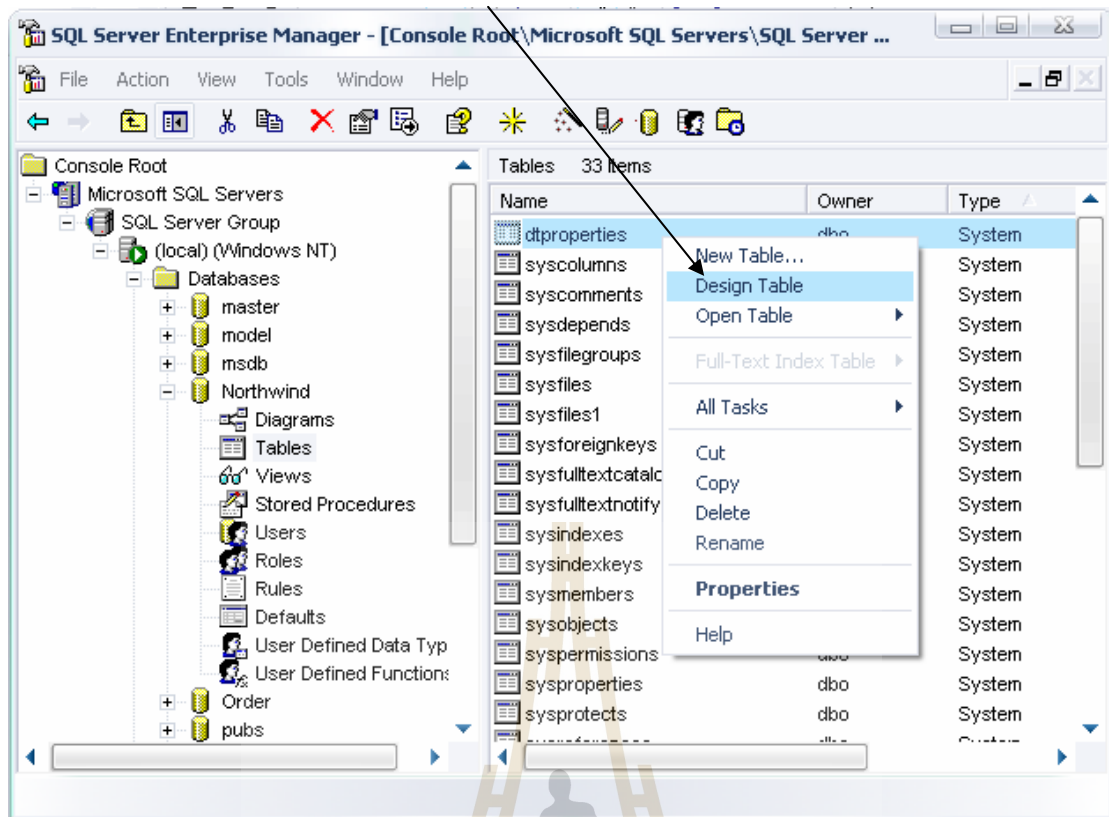 SQL Server Enterprise Manager - [Console Root\Microsoft SQL Servers\SQL Server ...
File Action View Tools Window Help
Console Root
Microsoft SQL Servers
SQL Server Group
(local) (Windows NT)
Databases
master
model
msdb
Northwind
Diagrams
Tables
Views
Stored Procedures
Users
Roles
Rules
Defaults
User Defined Data Typ
User Defined Functions
Order
pubs
Tables 33 Items
Name Owner Type
dtproperties dbo System
syscolumns System
syscomments System
sysdepends System
sysfilegroups System
sysfiles System
sysfiles1 System
sysforeignkeys System
sysfulltextcatalo System
sysfulltextnotify System
sysindexes System
sysindexkeys System
sysmembers System
sysobjects System
syspermissions dbo System
sysproperties dbo System
sysprotects dbo System
New Table...
Design Table
Open Table
Full-Text Index Table
All Tasks
Cut
Copy
Delete
Rename
Properties
Help